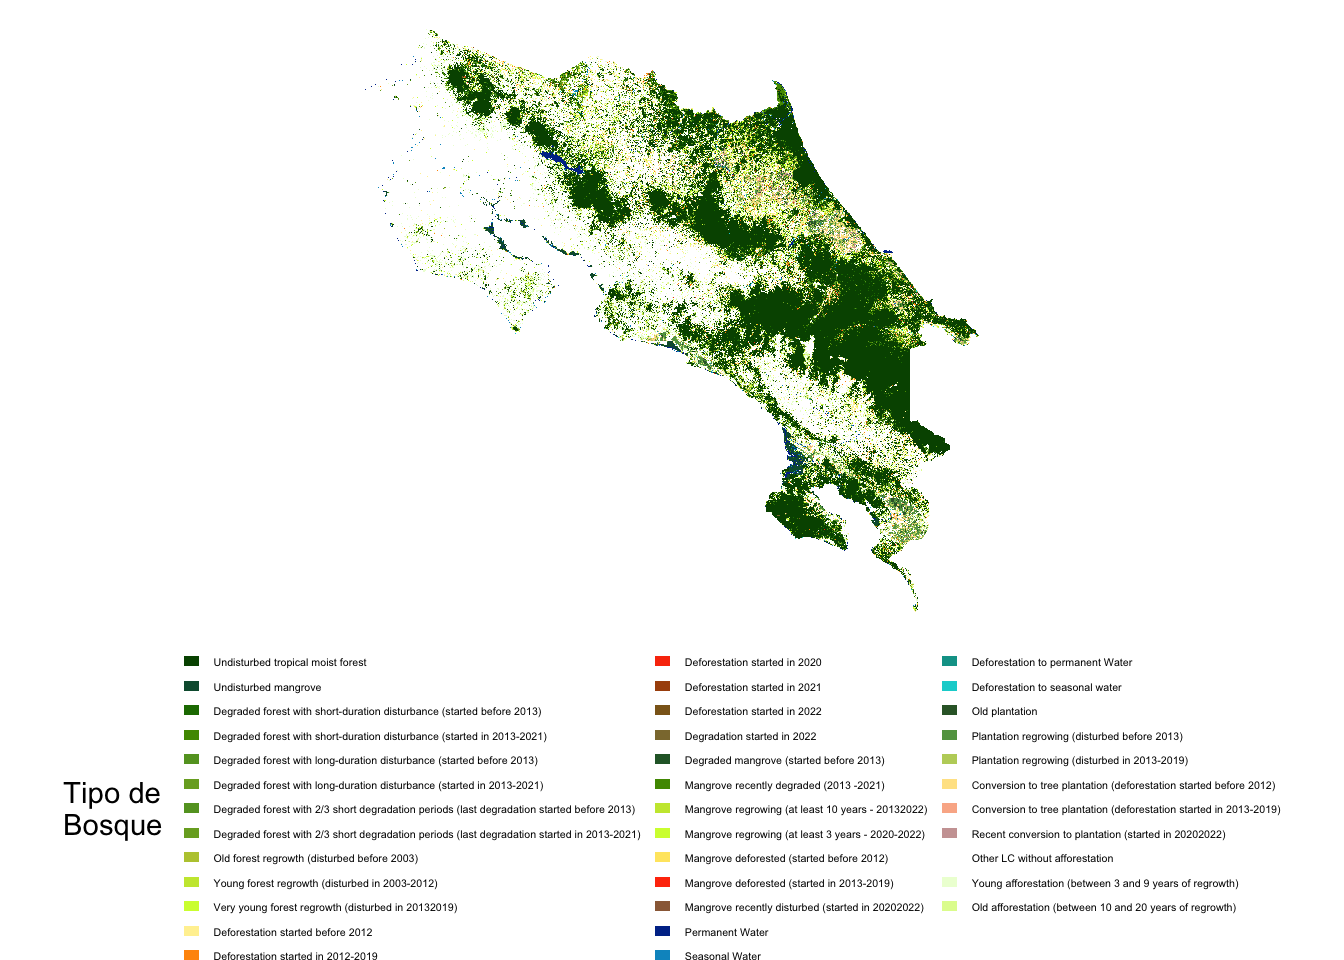 Tipo de
Bosque
Undisturbed tropical moist forest
Undisturbed mangrove
Degraded forest with short-duration disturbance (started before 2013)
Degraded forest with short-duration disturbance (started in 2013-2021)
Degraded forest with long-duration disturbance (started before 2013)
Degraded forest with long-duration disturbance (started in 2013-2021)
Degraded forest with 2/3 short degradation periods (last degradation started before 2013)
Degraded forest with 2/3 short degradation periods (last degradation started in 2013-2021)
Old forest regrowth (disturbed before 2003)
Young forest regrowth (disturbed in 2003-2012)
Very young forest regrowth (disturbed in 20132019)
Deforestation started before 2012
Deforestation started in 2012-2019
Deforestation started in 2020
Deforestation started in 2021
Deforestation started in 2022
Degradation started in 2022
Degraded mangrove (started before 2013)
Mangrove recently degraded (2013 -2021)
Mangrove regrowing (at least 10 years - 20132022)
Mangrove regrowing (at least 3 years - 2020-2022)
Mangrove deforested (started before 2012)
Mangrove deforested (started in 2013-2019)
Mangrove recently disturbed (started in 20202022)
Permanent Water
Seasonal Water
Deforestation to permanent Water
Deforestation to seasonal water
Old plantation
Plantation regrowing (disturbed before 2013)
Plantation regrowing (disturbed in 2013-2019)
Conversion to tree plantation (deforestation started before 2012)
Conversion to tree plantation (deforestation started in 2013-2019)
Recent conversion to plantation (started in 20202022)
Other LC without afforestation
Young afforestation (between 3 and 9 years of regrowth)
Old afforestation (between 10 and 20 years of regrowth)